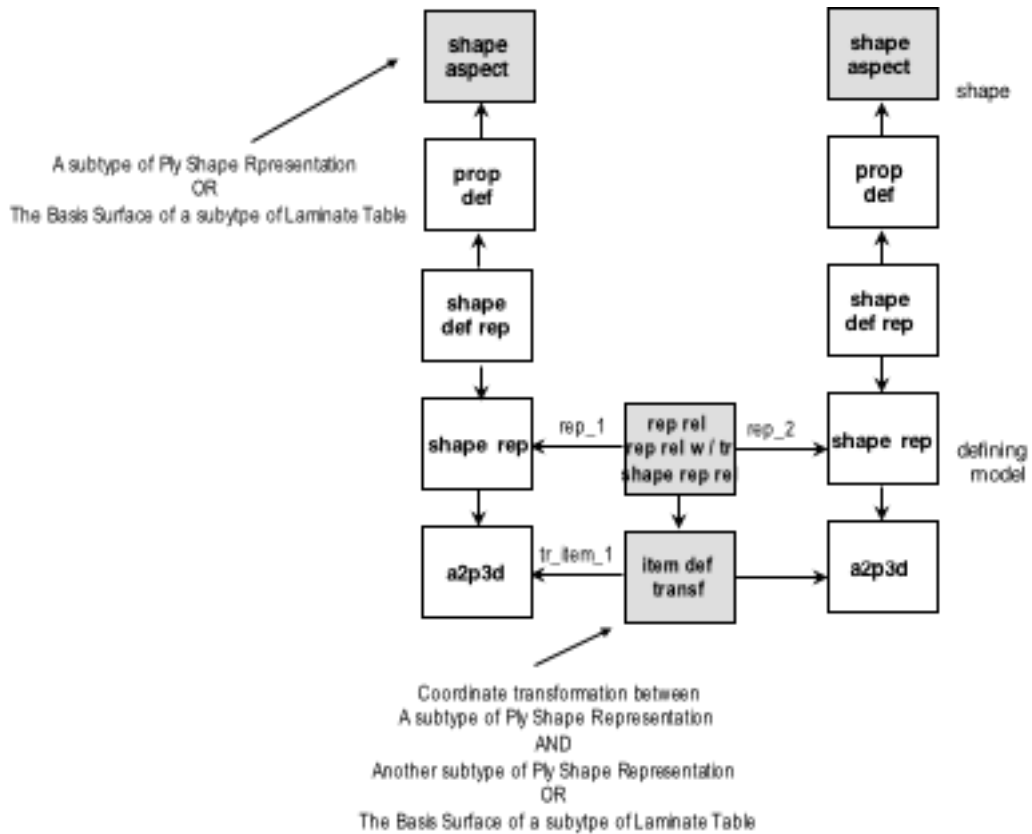 shape
aspect
shape
aspect
shape
A subtype of Ply Shape Rpresentation
OR
The Basis Surface of a subytpe of Laminate Table
prop
def
prop
def
shape
def rep
shape
def rep
shape rep
rep_1
rep rel
rep rel w / tr
shape rep rel
rep_2
shape rep
defining
model
a2p3d
tr_item_1
item def
transf
a2p3d
Coordinate transformation between
A subtype of Ply Shape Representation
AND
Another subtype of Ply Shape Representation
OR
The Basis Surface of a subytpe of Laminate Table